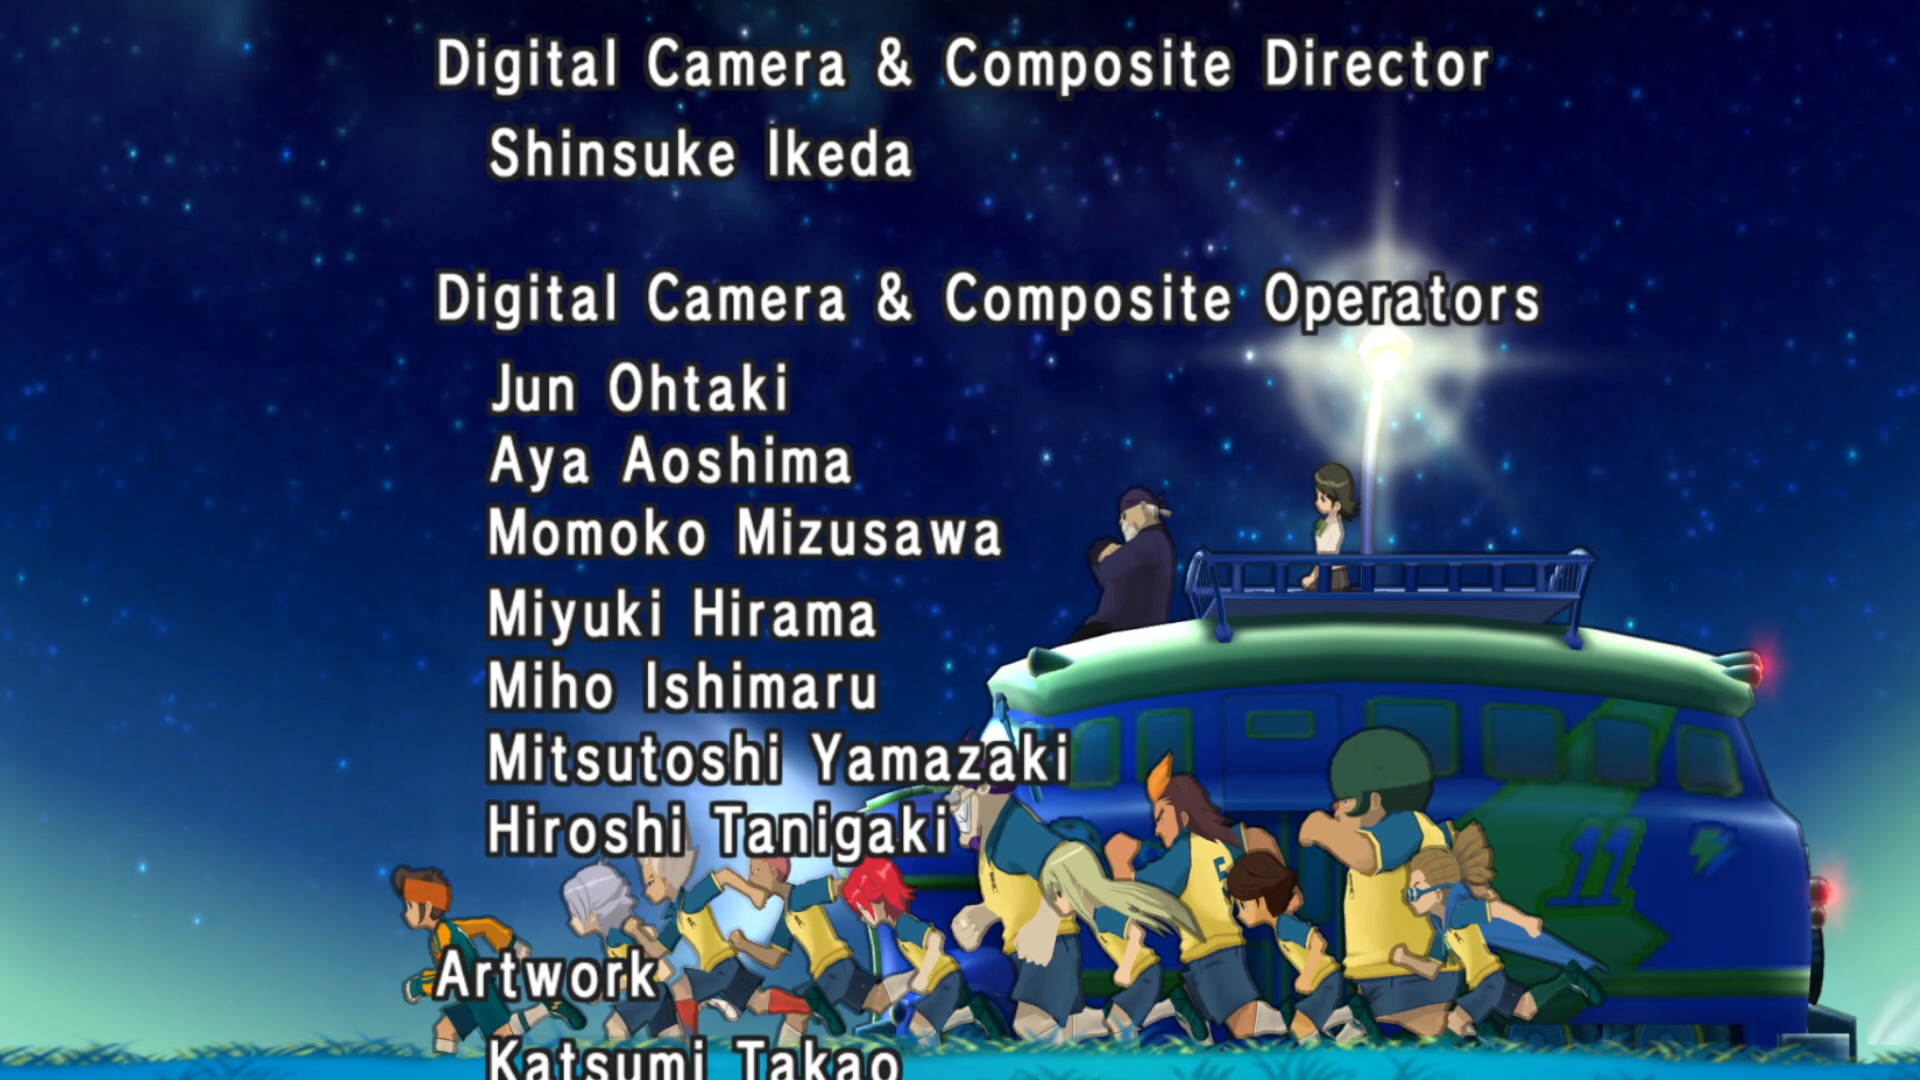 Digital Camera & Composite Director
Shinsuke Ikeda
Digital Camera & Composite Operators
Jun Ohtaki
Aya Aoshima
Momoko Mizusawa
Miyuki Hirama
Miho Ishimaru
Mitsutoshi Yamazaki
Hiroshi Tanigaki
11
Artwork
Katsumi Takao